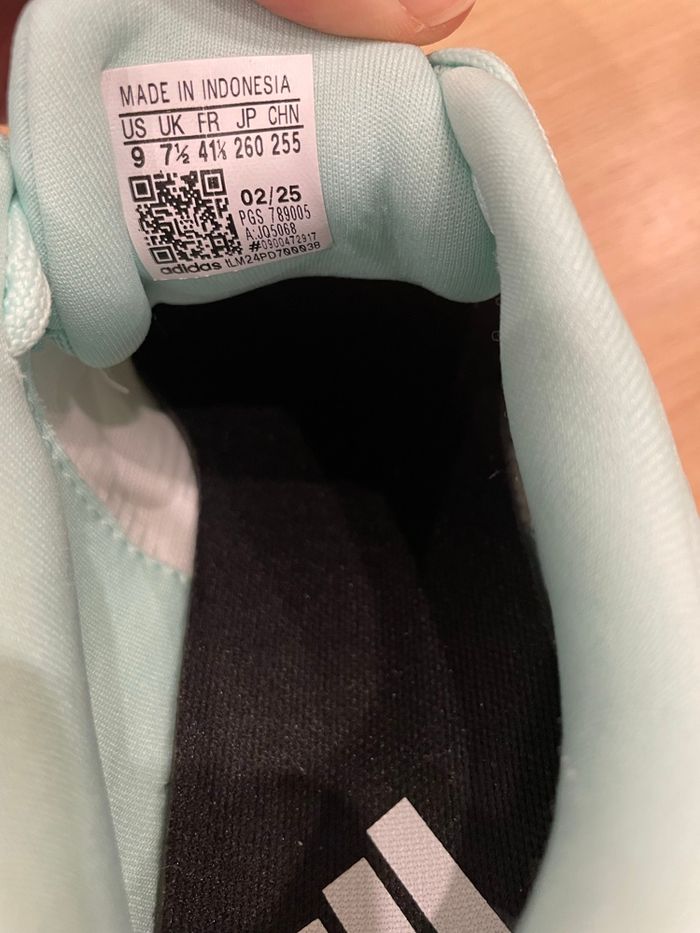 MADE IN INDONESIA
US UK FR JP CHN
9 7½ 41⅓ 260 255
02/25
PGS 789005
A:JQ5068
#0900472917
adidas tLM24PD700038